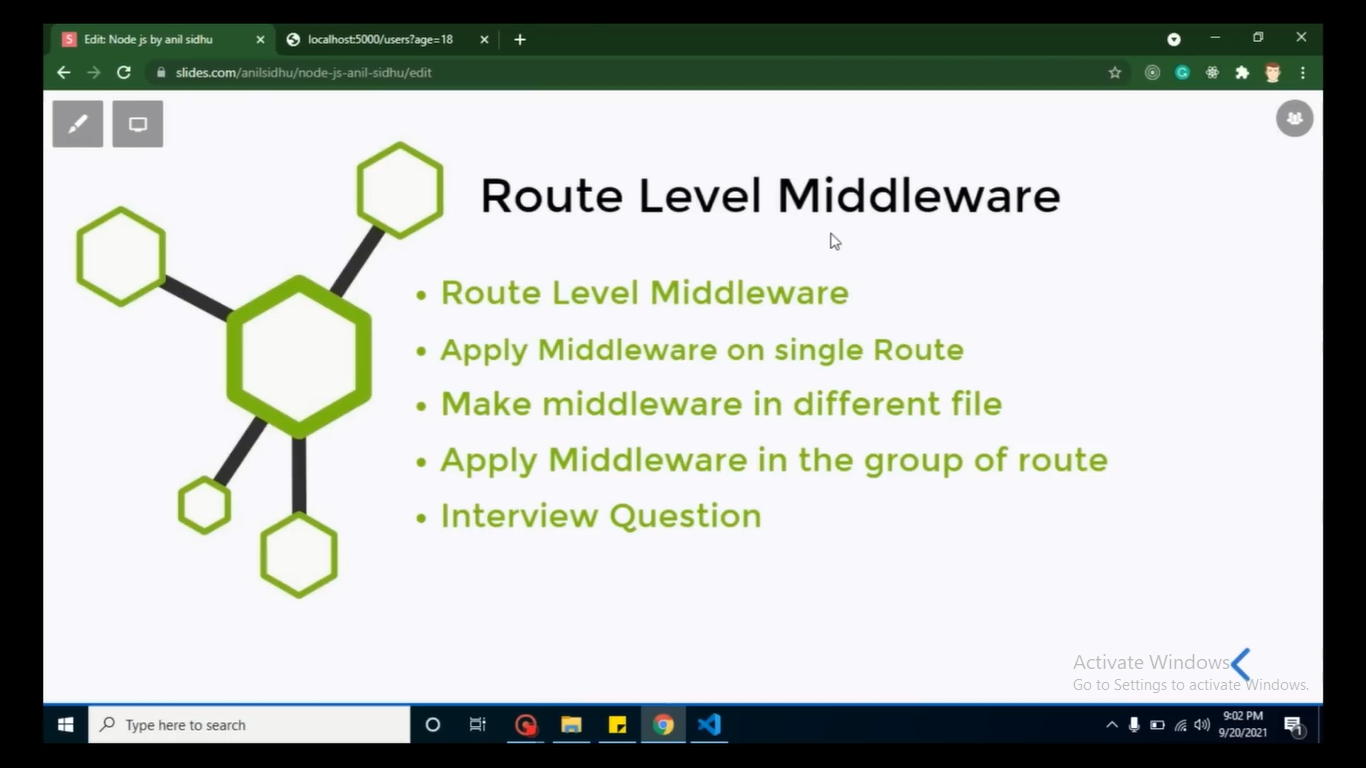 Edit: Node js by anil sidhu
localhost:5000/users?age=18
slides.com/anilsidhu/node-js-anil-sidhu/edit
Route Level Middleware
• Route Level Middleware
• Apply Middleware on single Route
• Make middleware in different file
• Apply Middleware in the group of route
• Interview Question
Activate Windows
Go to Settings to activate Windows.
Type here to search
9:02 PM
9/20/2021
1